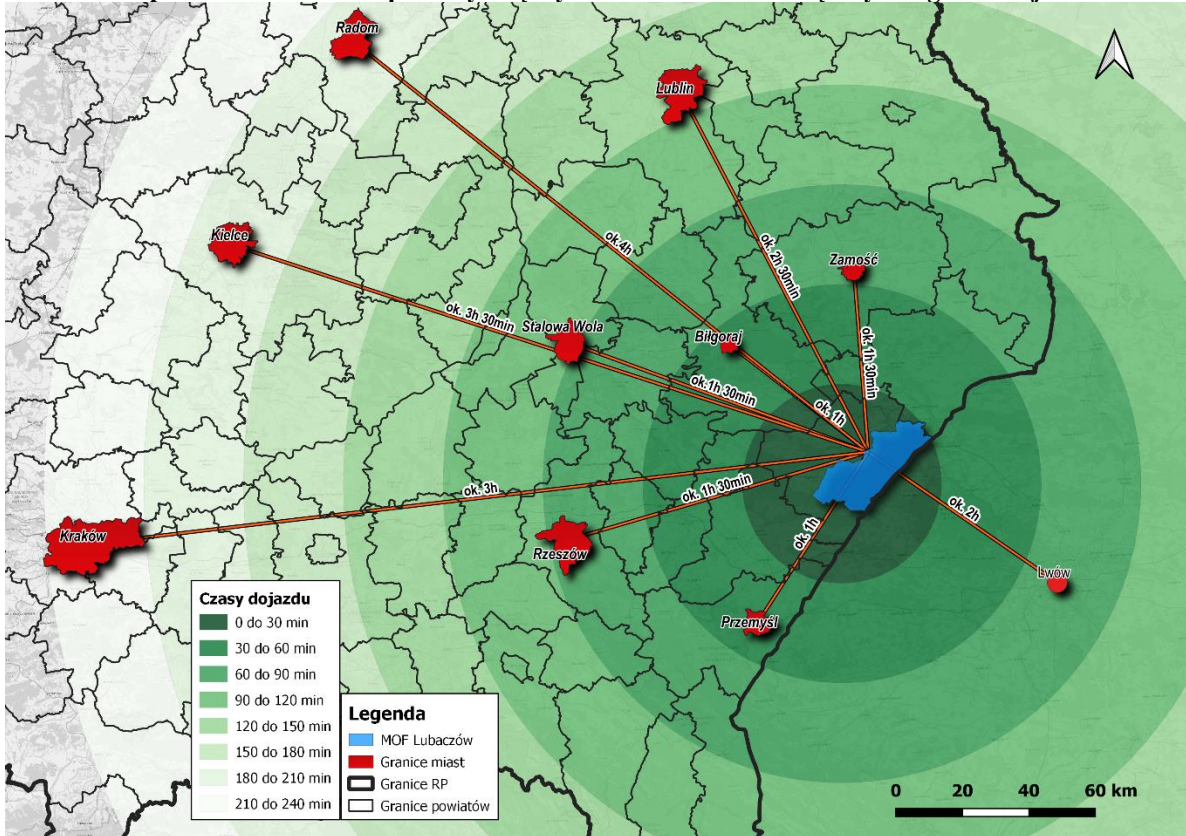 Radom
Lublin
Kielce
ok.4h
ok. 2h 30min
Zamość
ok. 3h 30min
Stalowa Wola
Biłgoraj
ok. 1h 30min
ok.1h 30min
ok. 1h
ok. 3h
ok. 1h 30min
ok. 2h
Kraków
Rzeszów
ok. 1h
Lwów
Przemyśl
Czasy dojazdu
0 do 30 min
30 do 60 min
60 do 90 min
90 do 120 min
120 do 150 min
150 do 180 min
180 do 210 min
210 do 240 min
Legenda
MOF Lubaczów
Granice miast
Granice RP
Granice powiatów
0 20 40 60 km